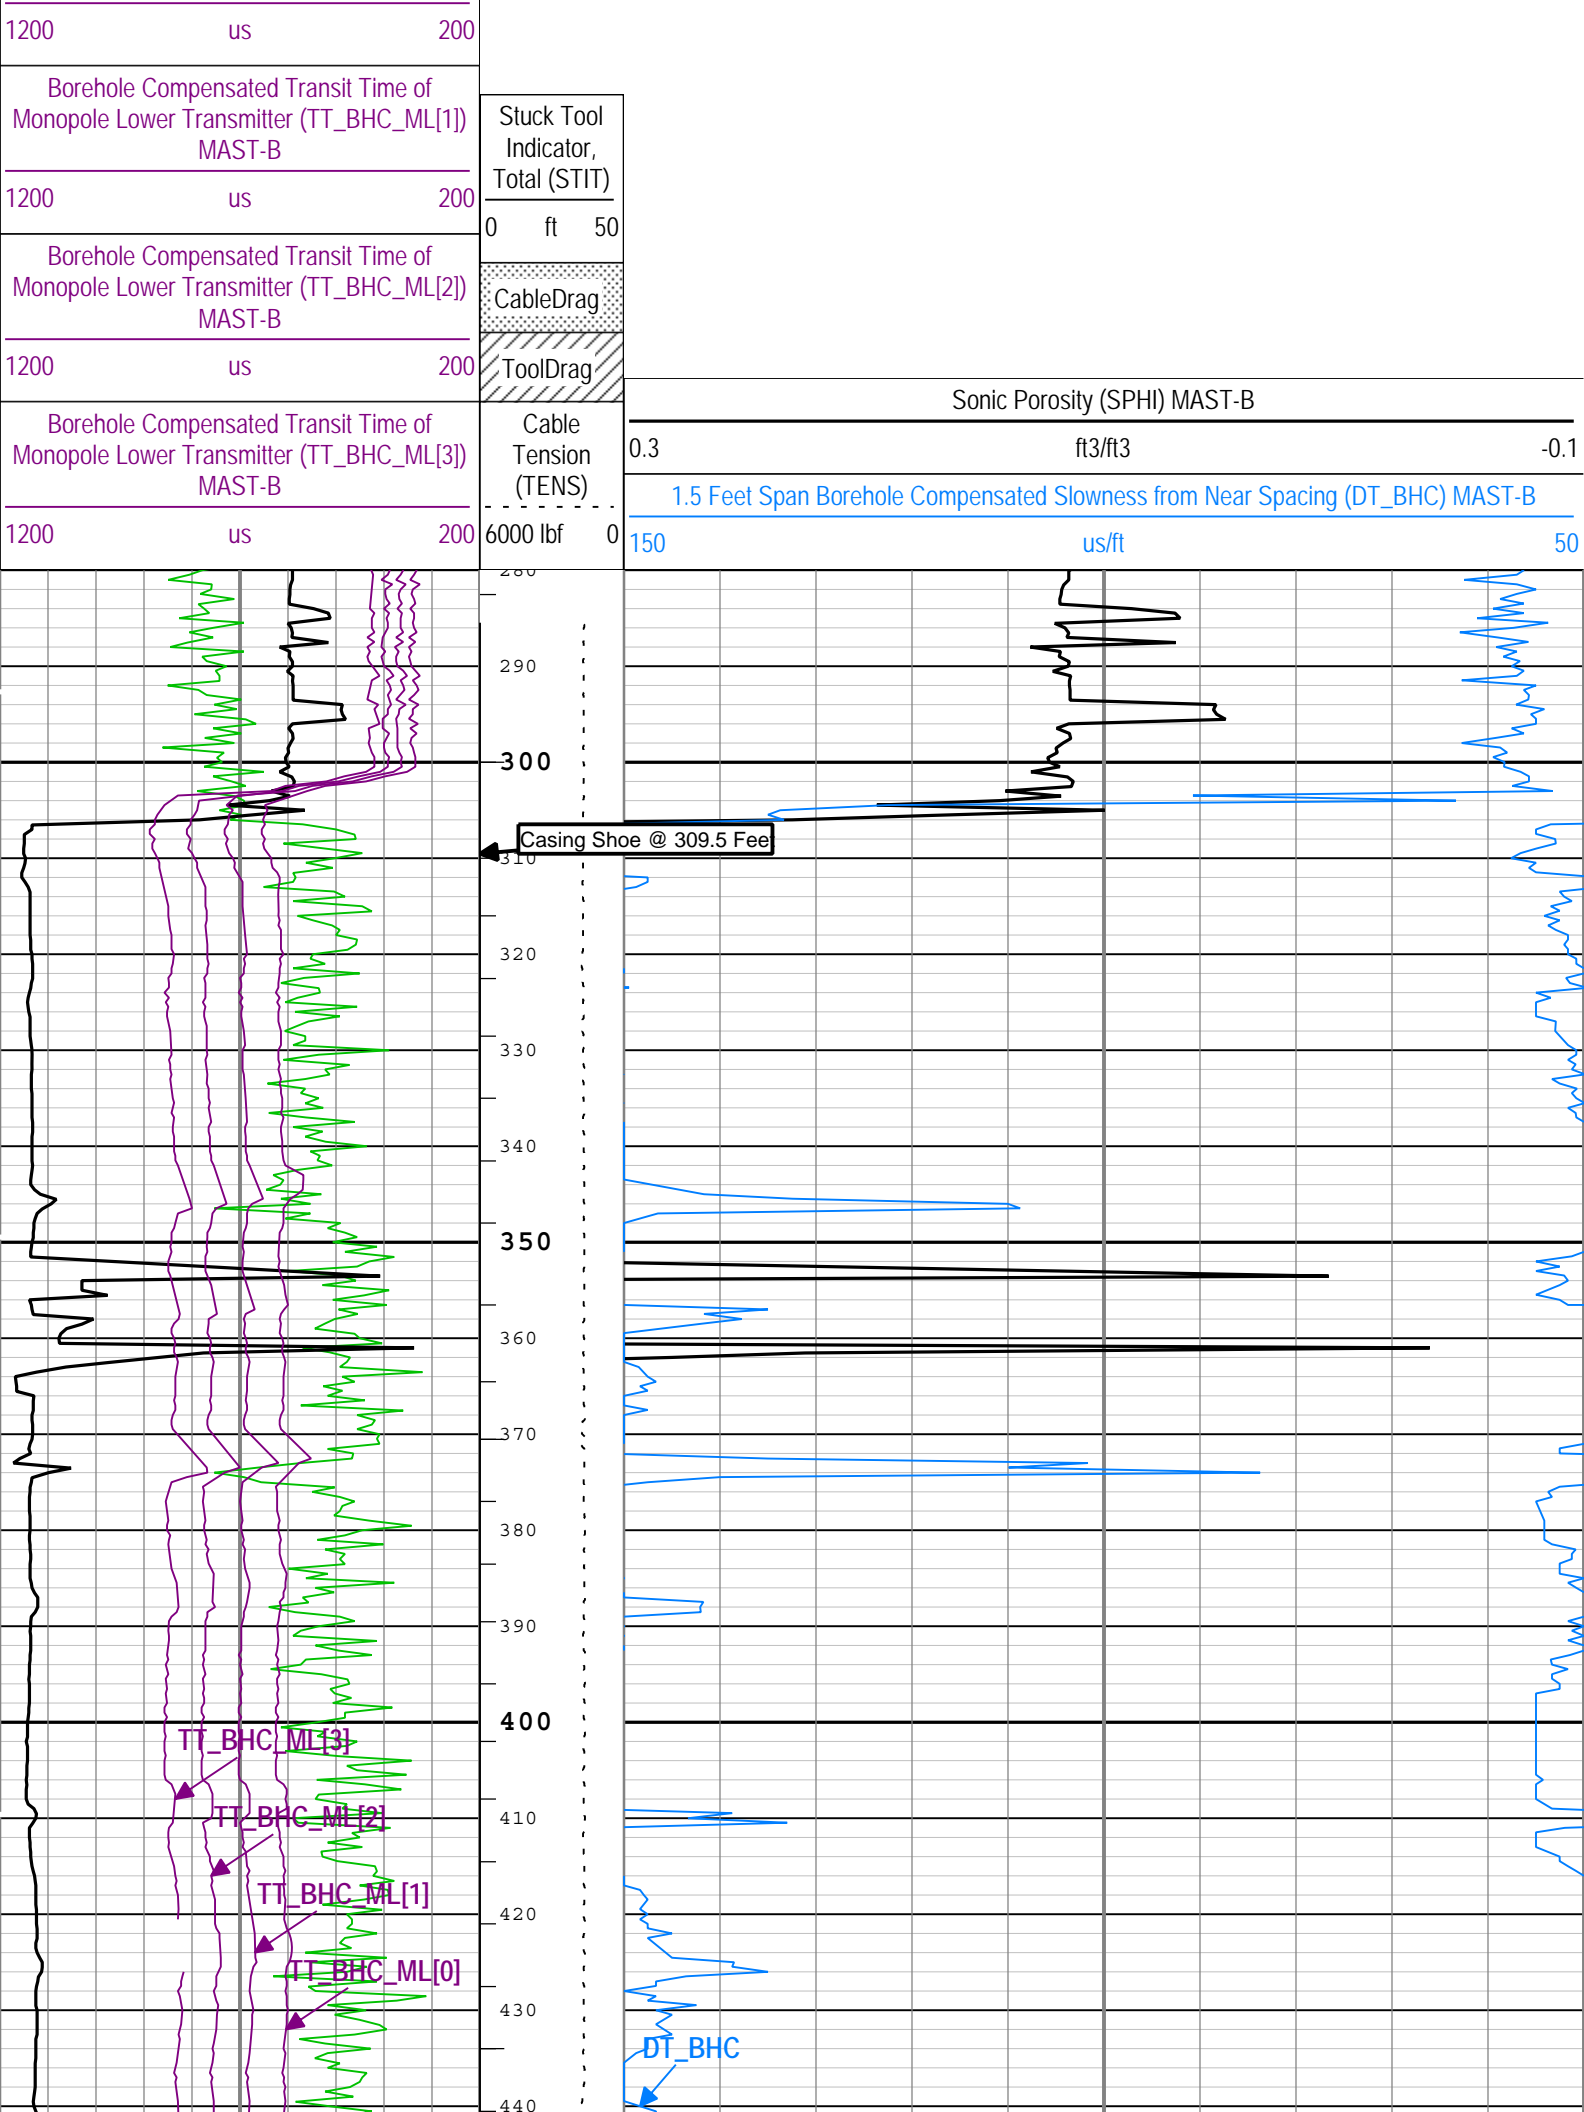 1200 us 200
Borehole Compensated Transit Time of
Monopole Lower Transmitter (TT_BHC_ML[1])
MAST-B
1200 us 200
Borehole Compensated Transit Time of
Monopole Lower Transmitter (TT_BHC_ML[2])
MAST-B
1200 us 200
Borehole Compensated Transit Time of
Monopole Lower Transmitter (TT_BHC_ML[3])
MAST-B
1200 us 200
Stuck Tool
Indicator,
Total (STIT)
0 ft 50
CableDrag
ToolDrag
Cable
Tension
(TENS)
6000 lbf 0
Sonic Porosity (SPHI) MAST-B
0.3 ft3/ft3 -0.1
1.5 Feet Span Borehole Compensated Slowness from Near Spacing (DT_BHC) MAST-B
150 us/ft 50
280
290
300
Casing Shoe @ 309.5 Feet
310
320
330
340
350
360
370
380
390
400
TT_BHC_ML[3]
410
TT_BHC_ML[2]
TT_BHC_ML[1]
420
TT_BHC_ML[0]
430
DT_BHC
440